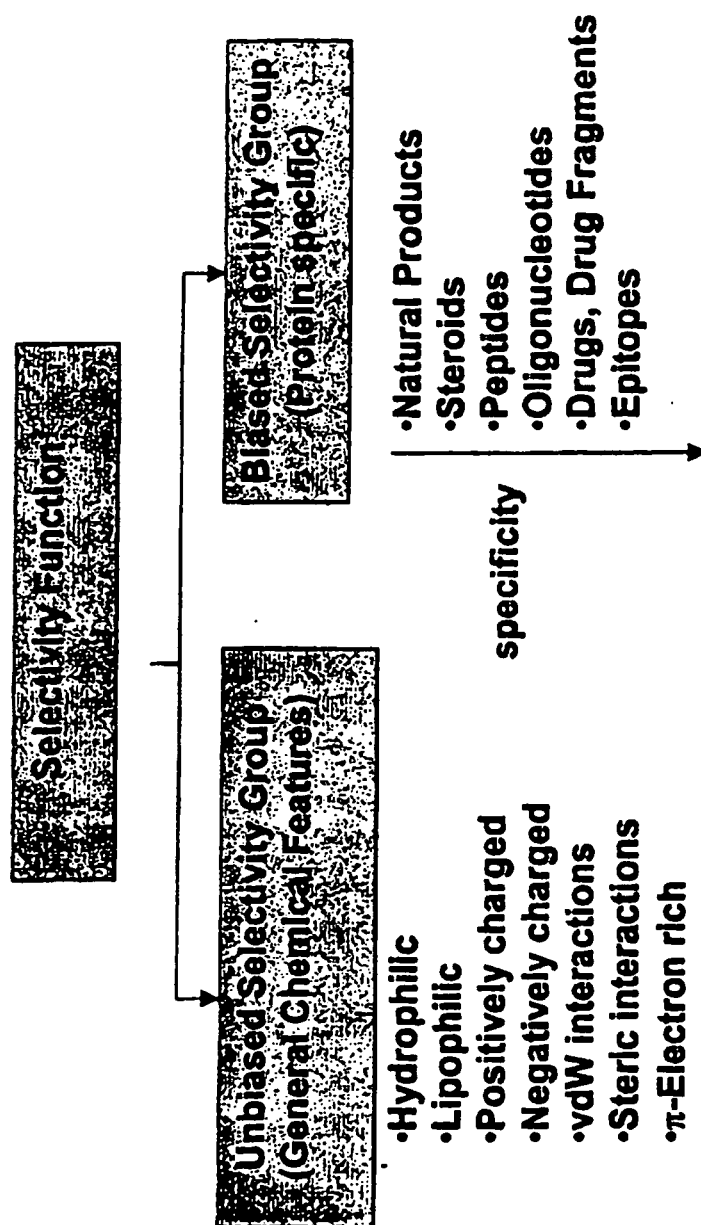 Selectivity Function
Unbiased Selectivity Group
(General Chemical Features)
•Hydrophilic
•Lipophilic
•Positively charged
•Negatively charged
•vdW interactions
•Steric interactions
•π-Electron rich
specificity
Biased Selectivity Group
(Protein specific)
•Natural Products
•Steroids
•Peptides
•Oligonucleotides
•Drugs, Drug Fragments
•Epitopes